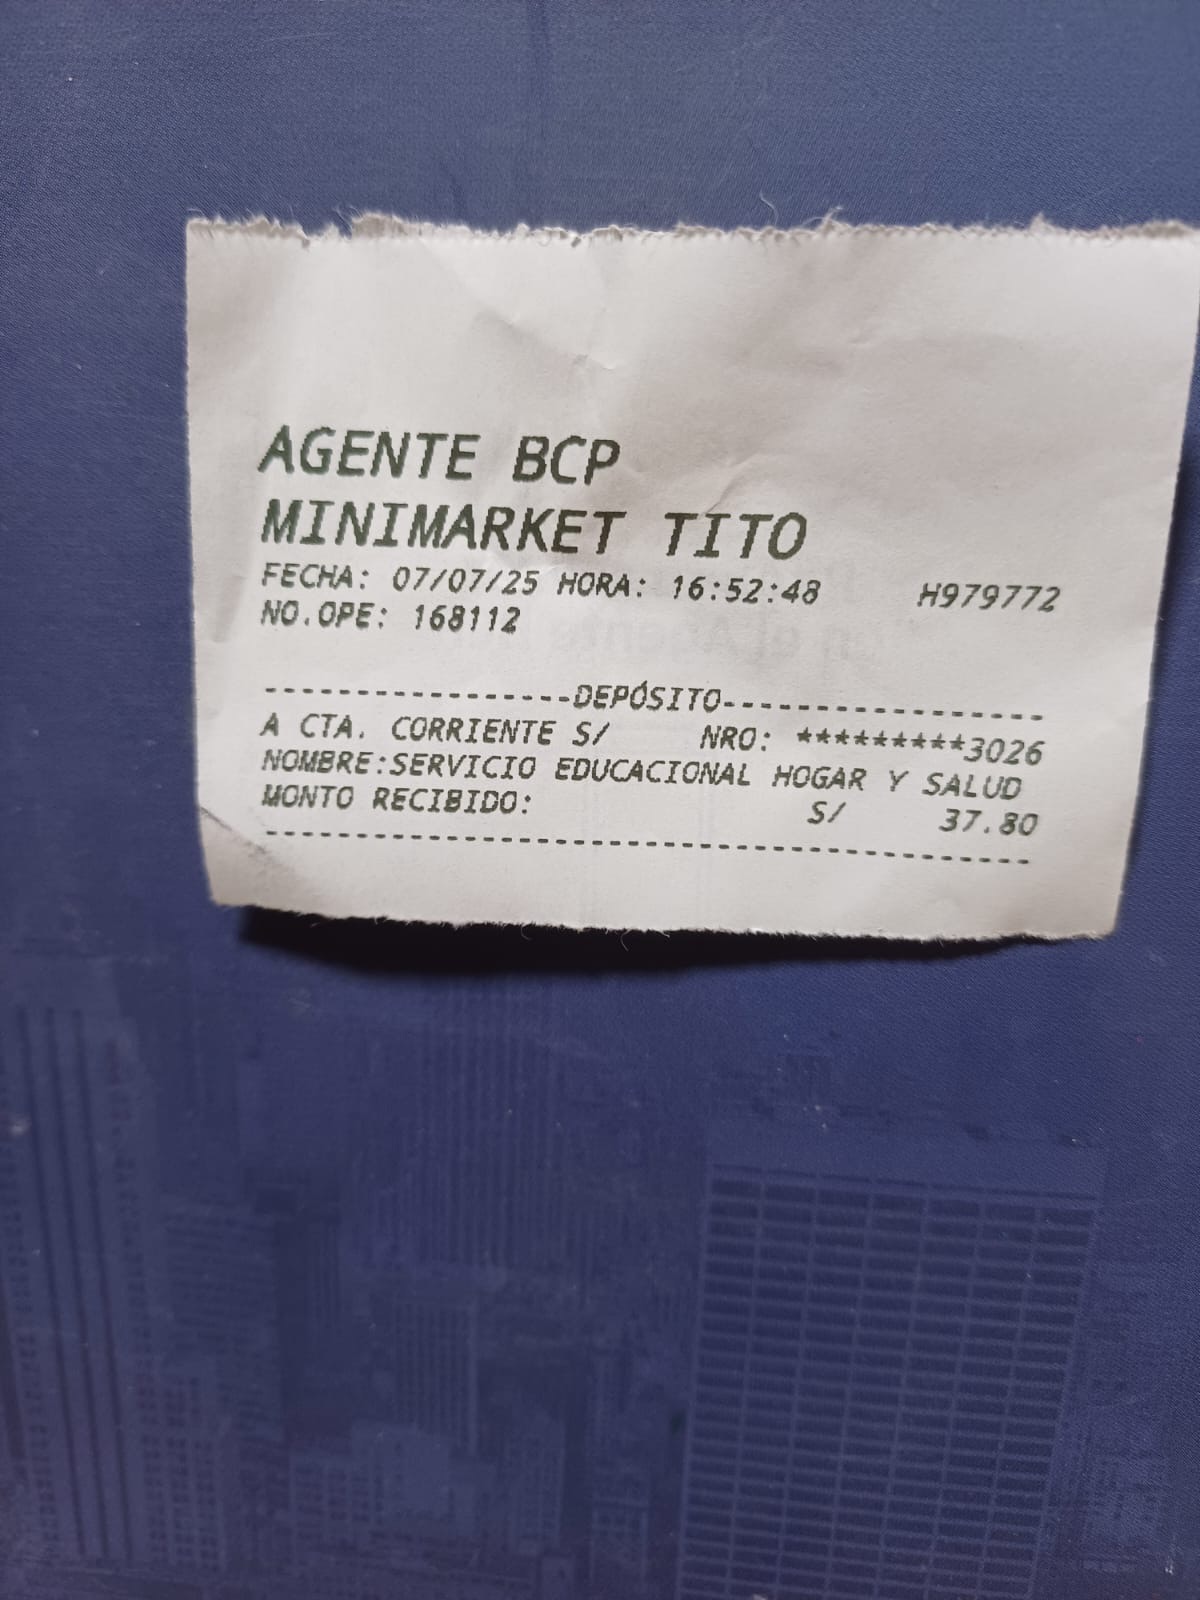 AGENTE BCP
MINIMARKET TITO
FECHA: 07/07/25 HORA: 16:52:48 H979772
NO.OPE: 168112
------------------DEPÓSITO------------------
A CTA. CORRIENTE S/ NRO: *********3026
NOMBRE:SERVICIO EDUCACIONAL HOGAR Y SALUD
MONTO RECIBIDO: S/ 37.80
--------------------------------------------